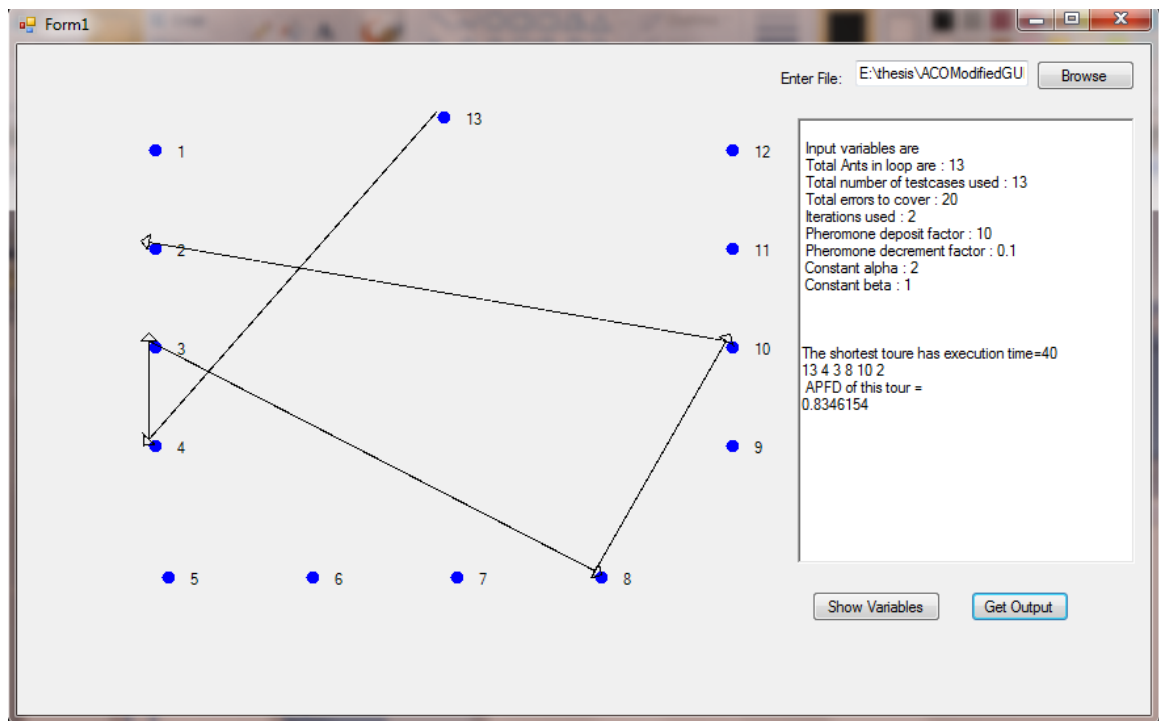 Form1
Enter File: E:\thesis\ACOModifiedGU Browse
13
1
12
2
11
3
10
4
9
5 6 7 8
Input variables are
Total Ants in loop are : 13
Total number of testcases used : 13
Total errors to cover : 20
Iterations used : 2
Pheromone deposit factor : 10
Pheromone decrement factor : 0.1
Constant alpha : 2
Constant beta : 1
The shortest toure has execution time=40
13 4 3 8 10 2
APFD of this tour =
0.8346154
Show Variables Get Output